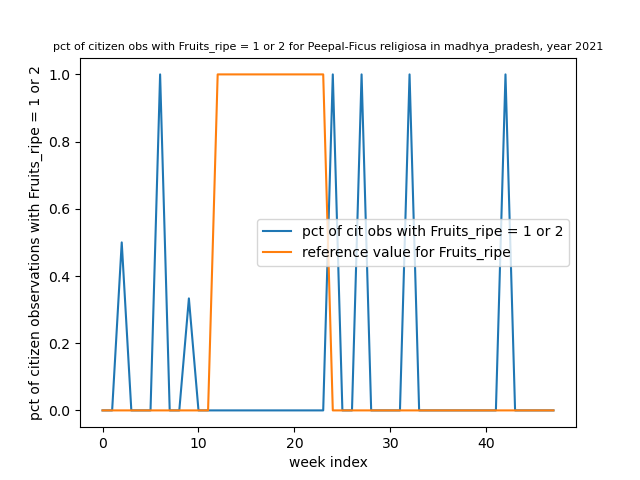 pct of citizen obs with Fruits_ripe = 1 or 2 for Peepal-Ficus religiosa in madhya_pradesh, year 2021
pct of citizen observations with Fruits_ripe = 1 or 2
1.0
0.8
0.6
0.4
0.2
0.0
pct of cit obs with Fruits_ripe = 1 or 2
reference value for Fruits_ripe
0
10
20
30
40
week index